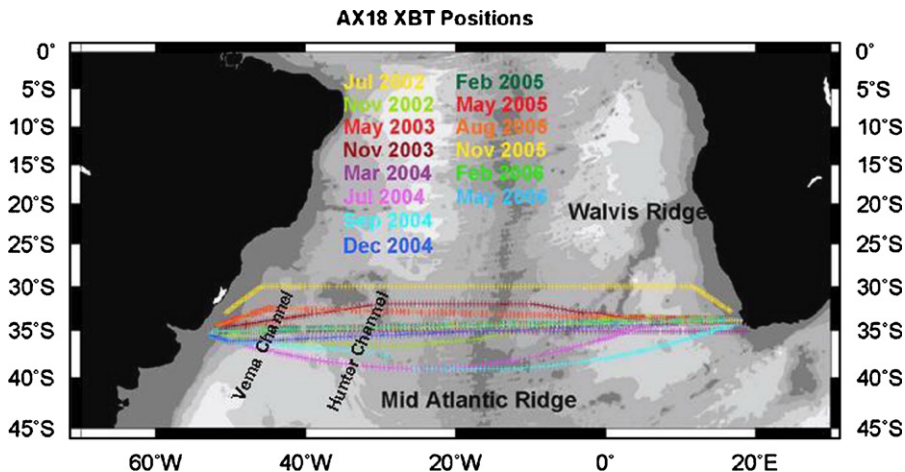 AX18 XBT Positions
0°
5°S
10°S
15°S
20°S
25°S
30°S
35°S
40°S
45°S
0°
5°S
10°S
15°S
20°S
25°S
30°S
35°S
40°S
45°S
Jul 2002
Nov 2002
May 2003
Nov 2003
Mar 2004
Jul 2004
Sep 2004
Dec 2004
Feb 2005
May 2005
Aug 2005
Nov 2005
Feb 2006
May 2006
Walvis Ridge
Vema Channel
Hunter Channel
Mid Atlantic Ridge
60°W
40°W
20°W
0°
20°E